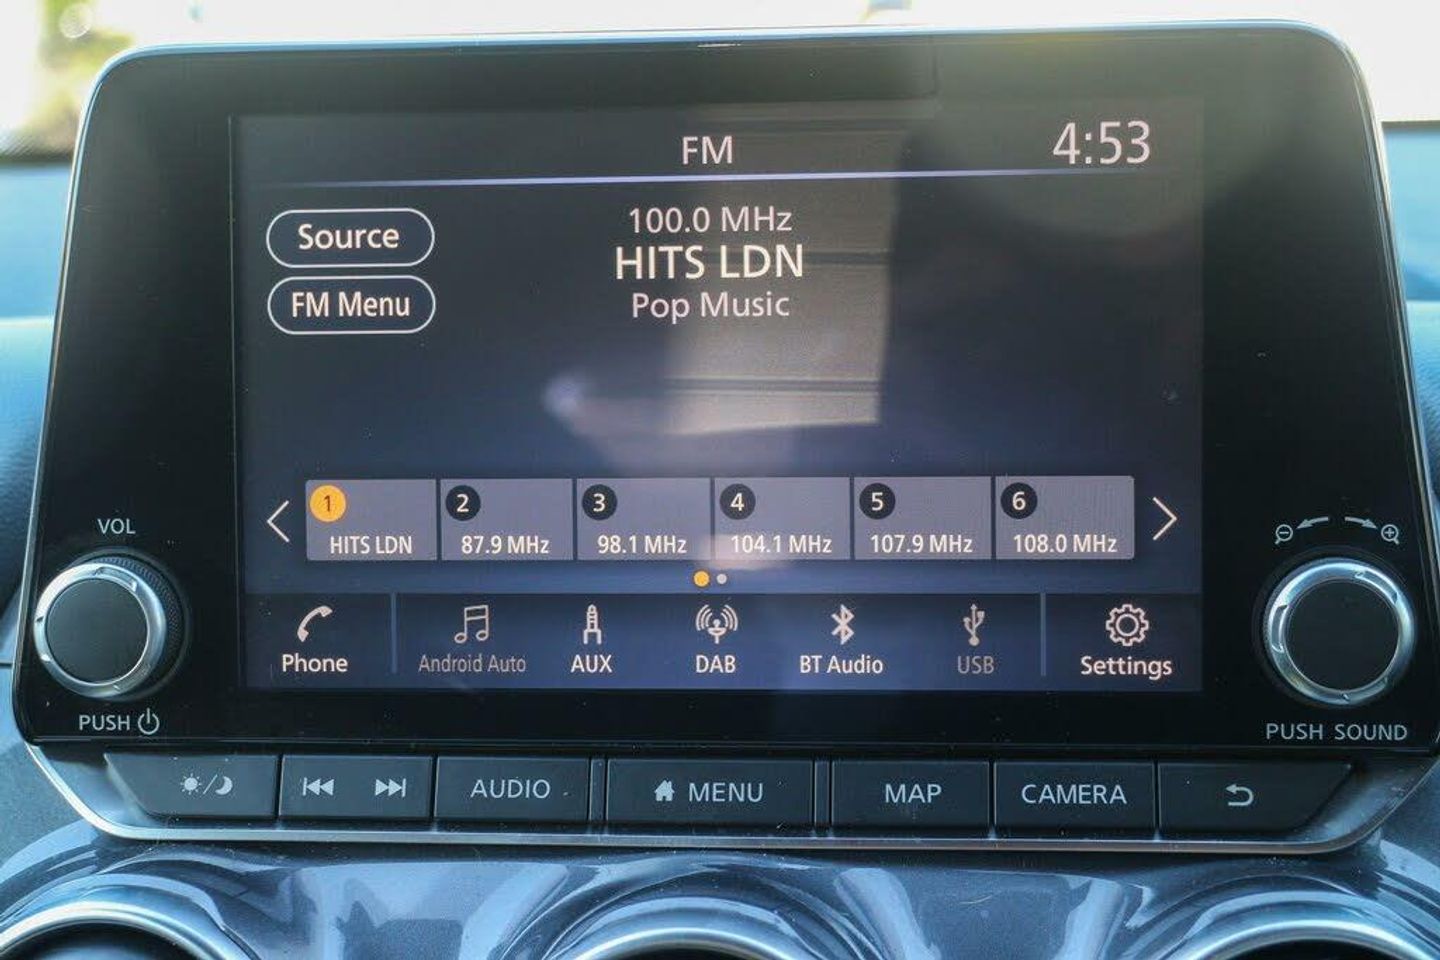 FM
4:53
Source
100.0 MHz
HITS LDN
FM Menu
Pop Music
1
2
3
4
5
6
HITS LDN
87.9 MHz
98.1 MHz
104.1 MHz
107.9 MHz
108.0 MHz
VOL
Phone
Android Auto
AUX
DAB
BT Audio
USB
Settings
PUSH
PUSH SOUND
AUDIO
MENU
MAP
CAMERA